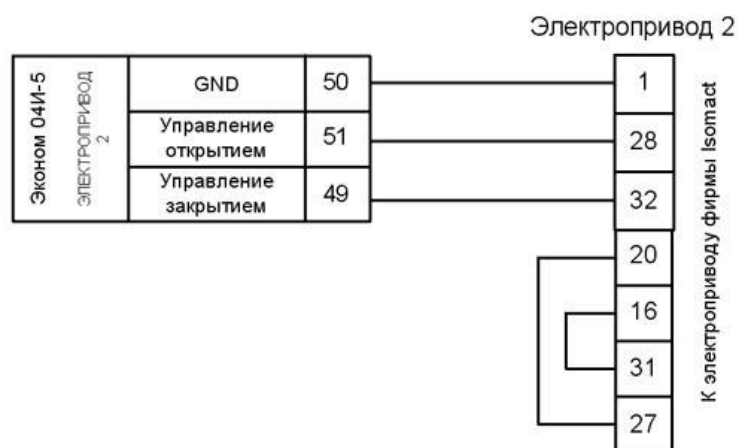 Электропривод 2
Эконом 04И-5
ЭЛЕКТРОПРИВОД
2
GND
50
Управление
открытием
51
Управление
закрытием
49
1
28
32
20
16
31
27
К электроприводу фирмы Isomact